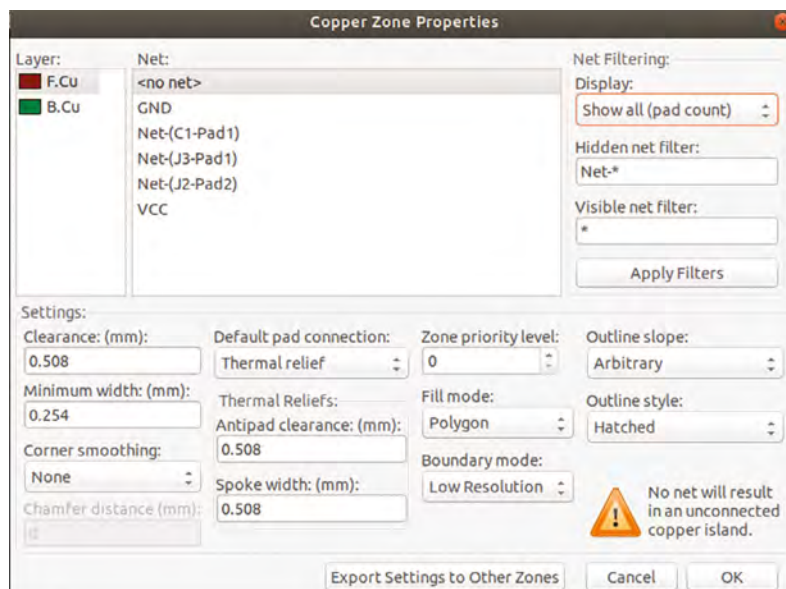 Copper Zone Properties
Layer:
F.Cu
B.Cu
Net:
<no net>
GND
Net-(C1-Pad1)
Net-(J3-Pad1)
Net-(J2-Pad2)
VCC
Net Filtering:
Display:
Show all (pad count)
Hidden net filter:
Net-*
Visible net filter:
*
Apply Filters
Settings:
Clearance: (mm):
0.508
Minimum width: (mm):
0.254
Corner smoothing:
None
Chamfer distance (mm):
Default pad connection:
Thermal relief
Thermal Reliefs:
Antipad clearance: (mm):
0.508
Spoke width: (mm):
0.508
Zone priority level:
0
Fill mode:
Polygon
Boundary mode:
Low Resolution
Outline slope:
Arbitrary
Outline style:
Hatched
No net will result
in an unconnected
copper island.
Export Settings to Other Zones
Cancel
OK